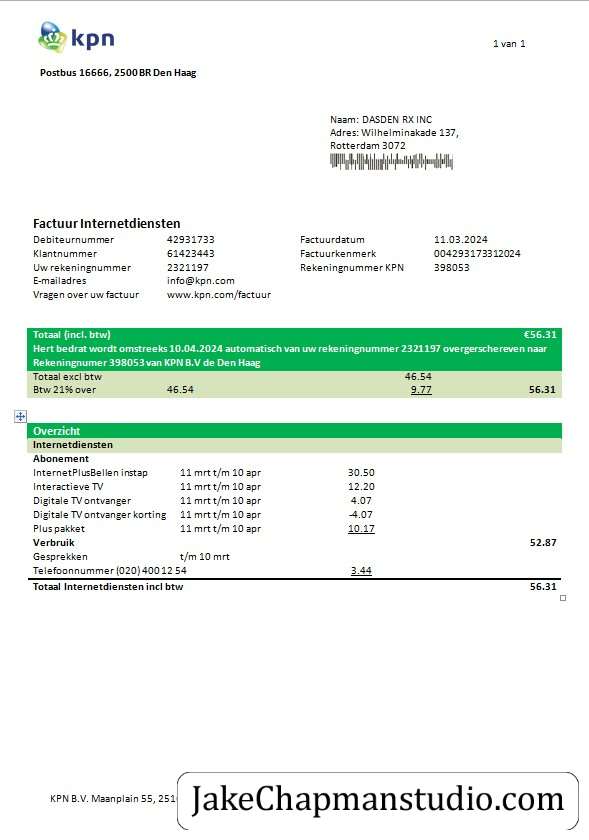 kpn
1 van 1
Postbus 16666, 2500 BR Den Haag
Naam: DASDEN RX INC
Adres: Wilhelminakade 137,
Rotterdam 3072
Factuur Internetdiensten
Debiteurnummer 42931733 Factuurdatum 11.03.2024
Klantnummer 61423443 Factuurkenmerk 004293173312024
Uw rekeningnummer 2321197 Rekeningnummer KPN 398053
E-mailadres info@kpn.com
Vragen over uw factuur www.kpn.com/factuur
Totaal (incl. btw) €56.31
Hert bedrat wordt omstreeks 10.04.2024 automatisch van uw rekeningnummer 2321197 overgerschereven naar
Rekeningnumer 398053 van KPN B.V de Den Haag
Totaal excl btw 46.54
Btw 21% over 46.54 9.77 56.31
Overzicht
Internetdiensten
Abonement
InternetPlusBellen instap 11 mrt t/m 10 apr 30.50
Interactieve TV 11 mrt t/m 10 apr 12.20
Digitale TV ontvanger 11 mrt t/m 10 apr 4.07
Digitale TV ontvanger korting 11 mrt t/m 10 apr -4.07
Plus pakket 11 mrt t/m 10 apr 10.17
Verbruik 52.87
Gesprekken t/m 10 mrt
Telefoonnummer (020) 400 12 54 3.44
Totaal Internetdiensten incl btw 56.31
KPN B.V. Maanplain 55, 251
JakeChapmanstudio.com